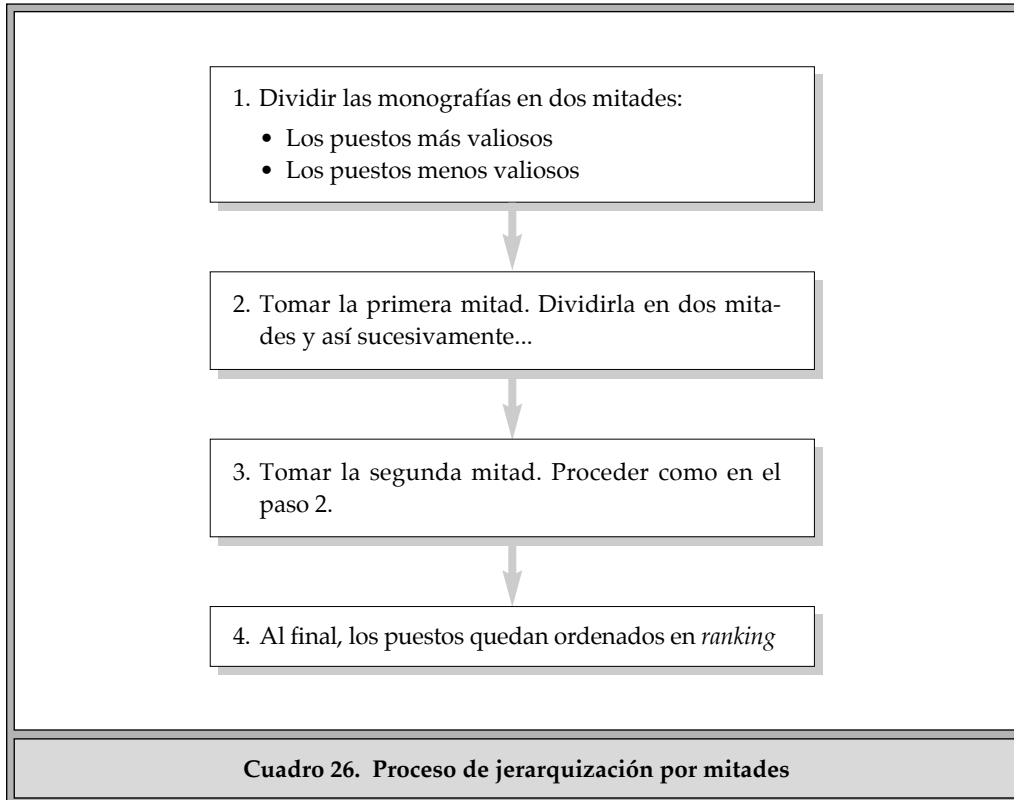 1. Dividir las monografías en dos mitades:
• Los puestos más valiosos
• Los puestos menos valiosos
2. Tomar la primera mitad. Dividirla en dos mita-
des y así sucesivamente...
3. Tomar la segunda mitad. Proceder como en el
paso 2.
4. Al final, los puestos quedan ordenados en ranking
Cuadro 26. Proceso de jerarquización por mitades